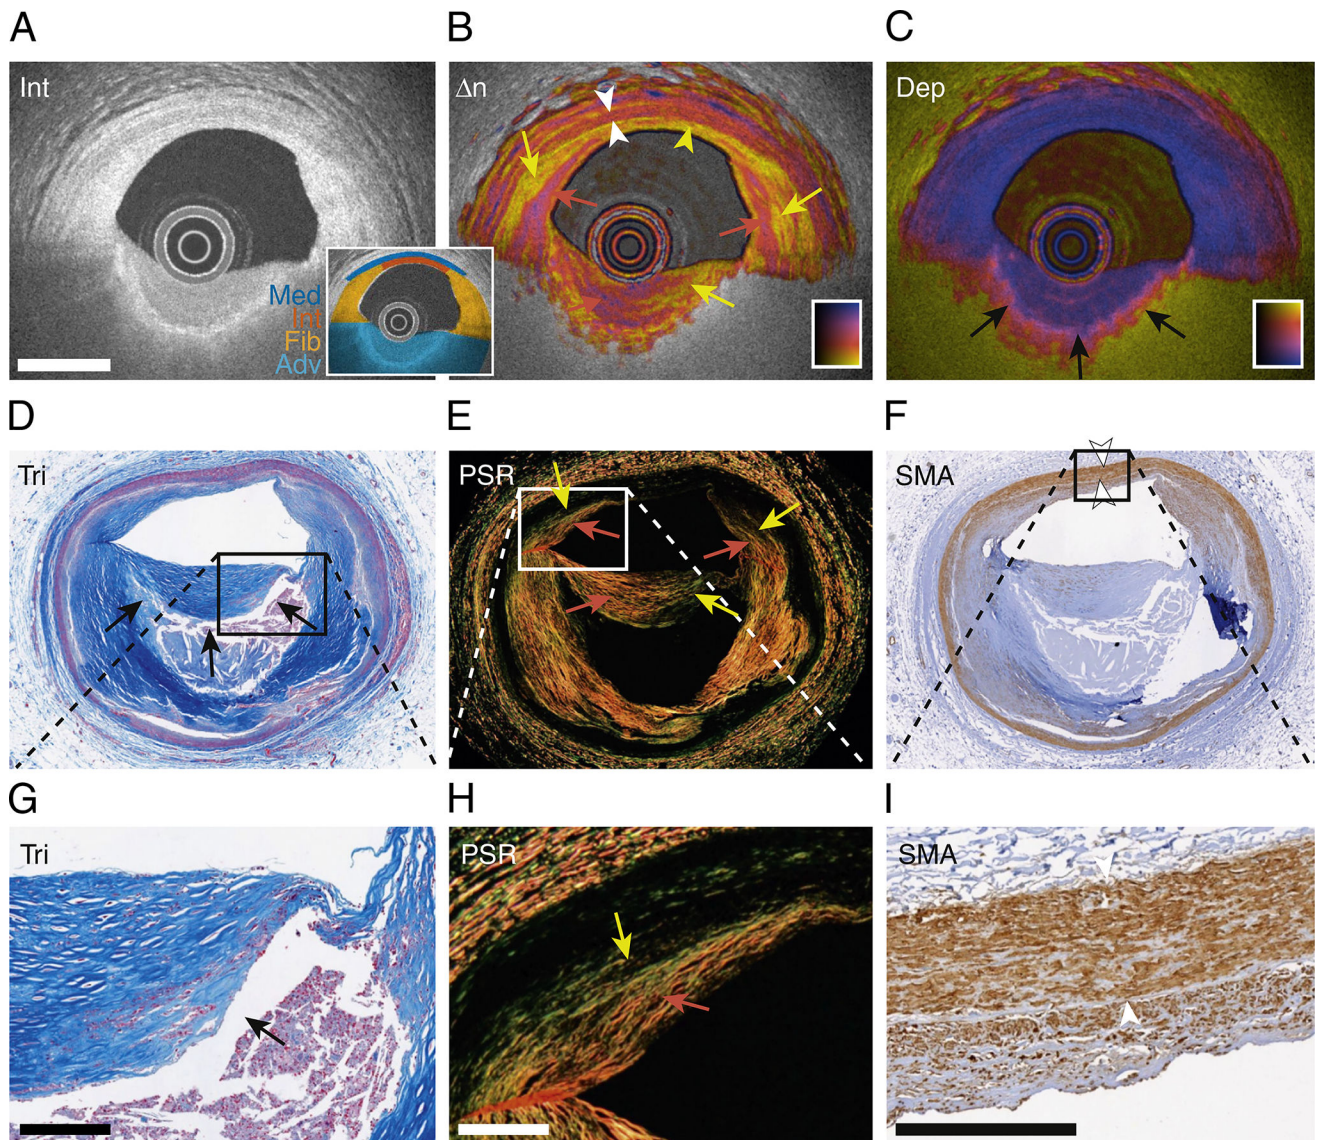 A
B
C
Int
Δn
Dep
Med
Int
Fib
Adv
D
E
F
Tri
PSR
SMA
G
H
I
Tri
PSR
SMA